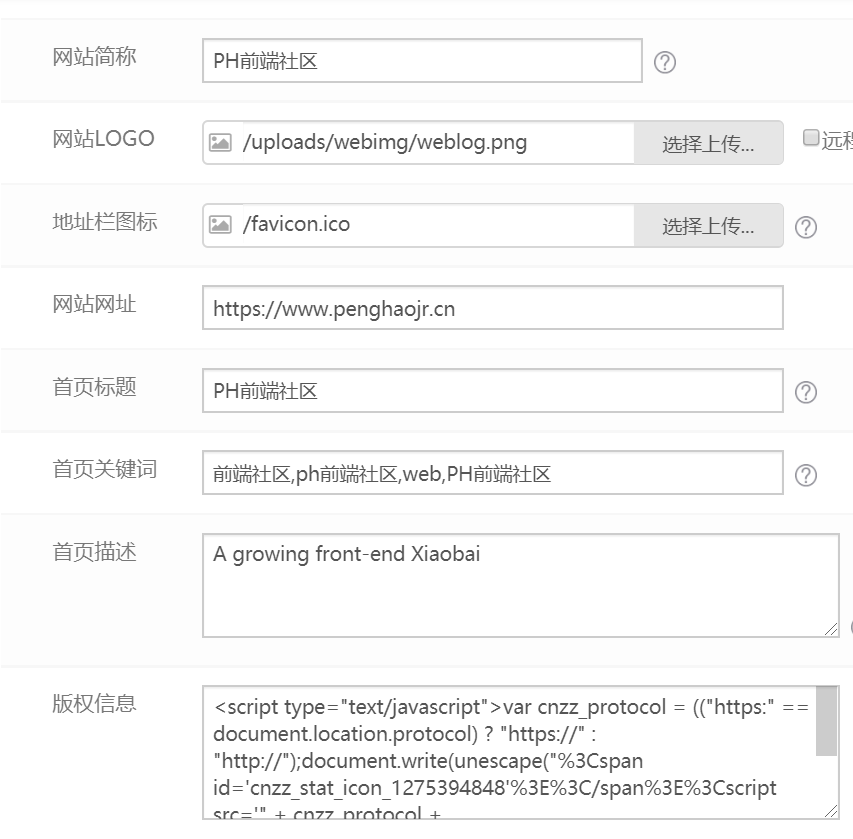 网站简称
PH前端社区
网站LOGO
/uploads/webimg/weblog.png
选择上传...
远程
地址栏图标
/favicon.ico
选择上传...
网站网址
https://www.penghaojr.cn
首页标题
PH前端社区
首页关键词
前端社区,ph前端社区,web,PH前端社区
首页描述
A growing front-end Xiaobai
版权信息
<script type="text/javascript">var cnzz_protocol = (("https:" ==
document.location.protocol) ? "https://" :
"http://");document.write(unescape("%3Cspan
id='cnzz_stat_icon_1275394848'%3E%3C/span%3E%3Cscript
src='" + cnzz_protocol +